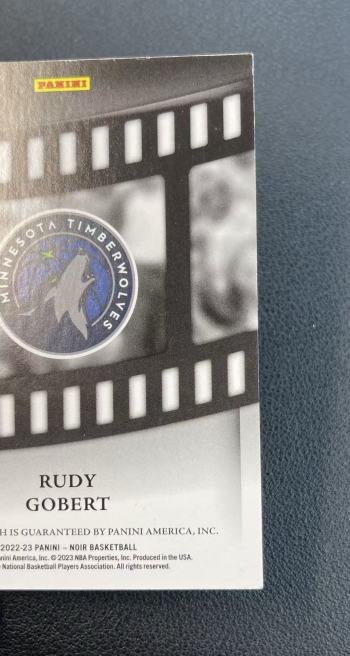 PANINI
MINNESOTA TIMBERWOLVES
RUDY
GOBERT
H IS GUARANTEED BY PANINI AMERICA, INC.
2022-23 PANINI – NOIR BASKETBALL
nini America, Inc. © 2023 NBA Properties, Inc. Produced in the USA.
National Basketball Players Association. All rights reserved.